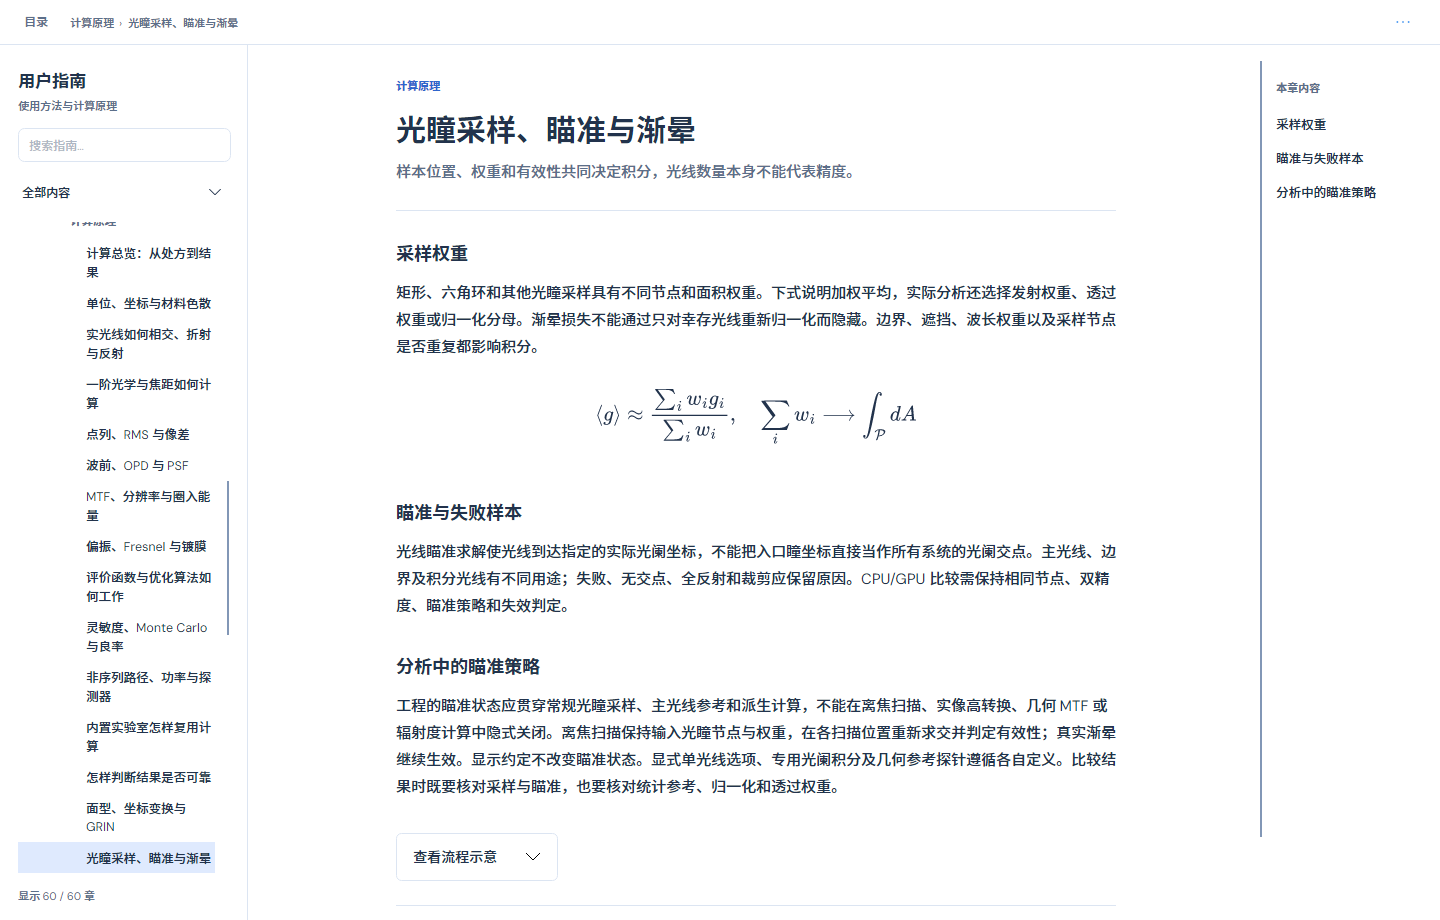 目录 计算原理 › 光瞳采样、瞄准与渐晕 ···
用户指南
使用方法与计算原理
搜索指南…
全部内容
计算原理
计算总览：从处方到结
果
单位、坐标与材料色散
实光线如何相交、折射
与反射
一阶光学与焦距如何计
算
点列、RMS 与像差
波前、OPD 与 PSF
MTF、分辨率与圈入能
量
偏振、Fresnel 与镀膜
评价函数与优化算法如
何工作
灵敏度、Monte Carlo
与良率
非序列路径、功率与探
测器
内置实验室怎样复用计
算
怎样判断结果是否可靠
面型、坐标变换与
GRIN
光瞳采样、瞄准与渐晕
显示 60 / 60 章
计算原理
光瞳采样、瞄准与渐晕
样本位置、权重和有效性共同决定积分，光线数量本身不能代表精度。
采样权重
矩形、六角环和其他光瞳采样具有不同节点和面积权重。下式说明加权平均，实际分析还选择发射权重、透过
权重或归一化分母。渐晕损失不能通过只对幸存光线重新归一化而隐藏。边界、遮挡、波长权重以及采样节点
是否重复都影响积分。
⟨g⟩ ≈ ∑ᵢ wᵢgᵢ / ∑ᵢ wᵢ , ∑ᵢ wᵢ ⟶ ∫_𝒫 dA
瞄准与失败样本
光线瞄准求解使光线到达指定的实际光阑坐标，不能把入口瞳坐标直接当作所有系统的光阑交点。主光线、边
界及积分光线有不同用途；失败、无交点、全反射和裁剪应保留原因。CPU/GPU 比较需保持相同节点、双精
度、瞄准策略和失效判定。
分析中的瞄准策略
工程的瞄准状态应贯穿常规光瞳采样、主光线参考和派生计算，不能在离焦扫描、实像高转换、几何 MTF 或
辐射度计算中隐式关闭。离焦扫描保持输入光瞳节点与权重，在各扫描位置重新求交并判定有效性；真实渐晕
继续生效。显示约定不改变瞄准状态。显式单光线选项、专用光阑积分及几何参考探针遵循各自定义。比较结
果时既要核对采样与瞄准，也要核对统计参考、归一化和透过权重。
查看流程示意
本章内容
采样权重
瞄准与失败样本
分析中的瞄准策略